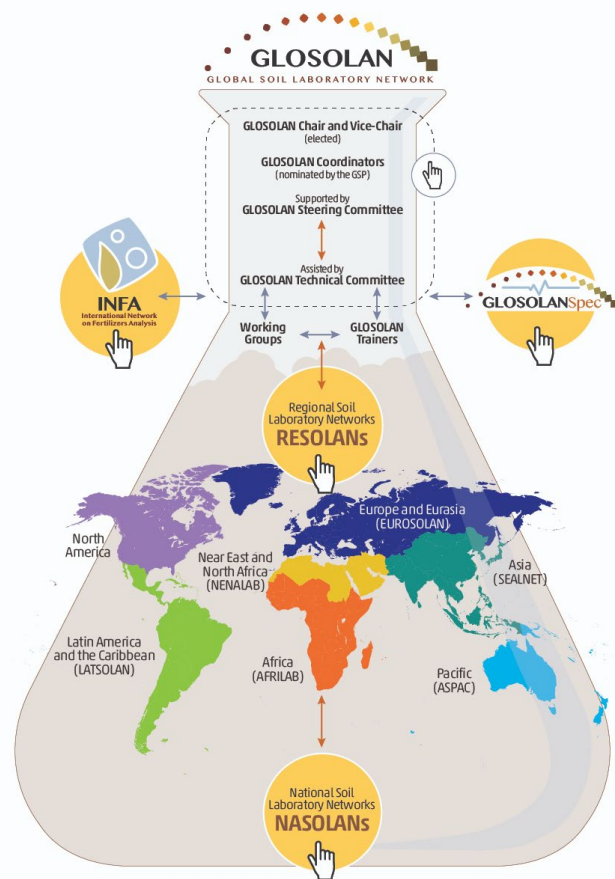 GLOSOLAN
GLOBAL SOIL LABORATORY NETWORK
GLOSOLAN Chair and Vice-Chair
(elected)
GLOSOLAN Coordinators
(nominated by the GSP)
Supported by
GLOSOLAN Steering Committee
Assisted by
GLOSOLAN Technical Committee
INFA
International Network
on Fertilizers Analysis
GLOSOLANSpec
Working
Groups
GLOSOLAN
Trainers
Regional Soil
Laboratory Networks
RESOLANs
North
America
Europe and Eurasia
(EUROSOLAN)
Near East and
North Africa
(NENALAB)
Asia
(SEALNET)
Latin America
and the Caribbean
(LATSOLAN)
Africa
(AFRILAB)
Pacific
(ASPAC)
National Soil
Laboratory Networks
NASOLANs